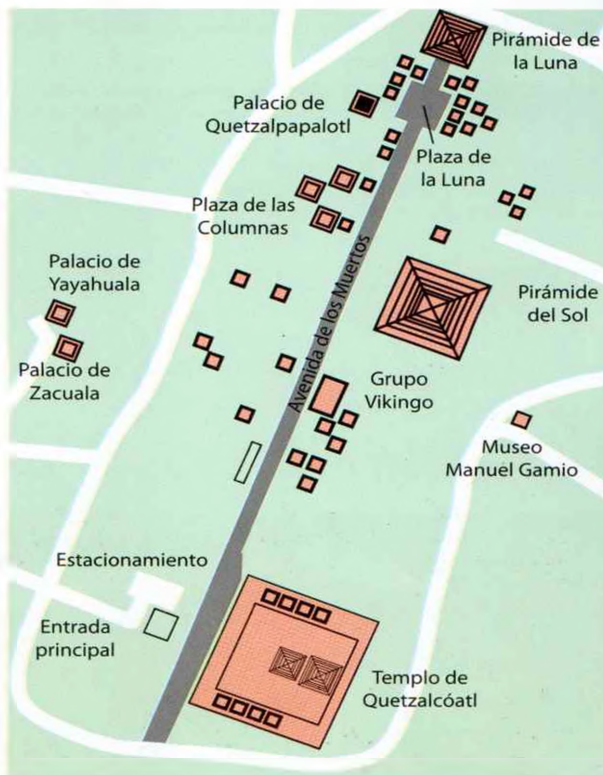 Pirámide de
la Luna
Palacio de
Quetzalpapalotl
Plaza de
la Luna
Plaza de las
Columnas
Avenida de los Muertos
Palacio de
Yayahuala
Pirámide
del Sol
Palacio de
Zacuala
Grupo
Vikingo
Museo
Manuel Gamio
Estacionamiento
Entrada
principal
Templo de
Quetzalcóatl